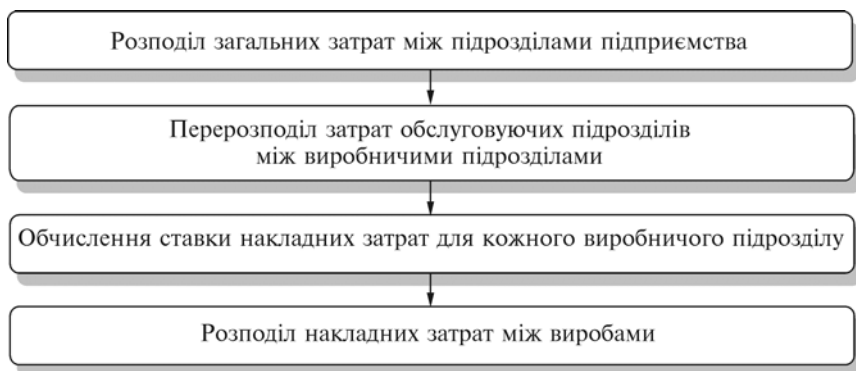 Розподіл загальних затрат між підрозділами підприємства
Перерозподіл затрат обслуговуючих підрозділів
між виробничими підрозділами
Обчислення ставки накладних затрат для кожного виробничого підрозділу
Розподіл накладних затрат між виробами